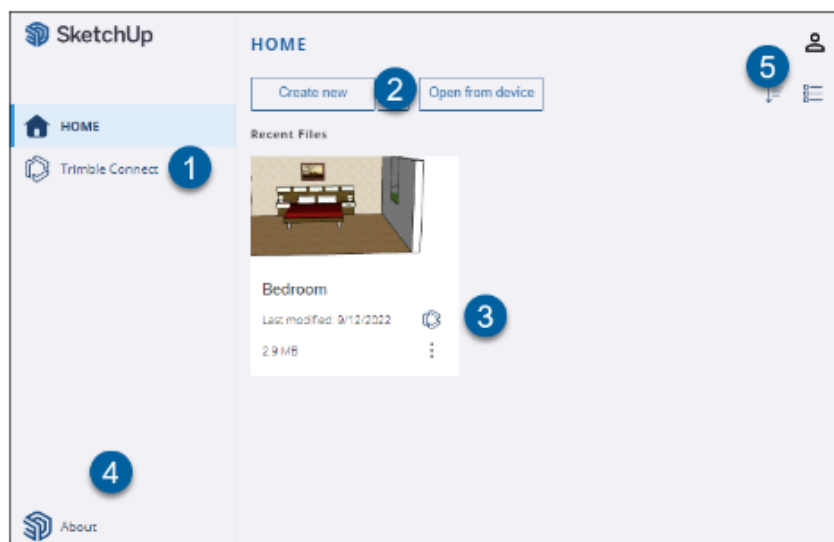 SketchUp
HOME
Trimble Connect
1
4
About
HOME
5
Create new
2
Open from device
Recent Files
Bedroom
Last modified: 9/12/2022
3
2.9 MB